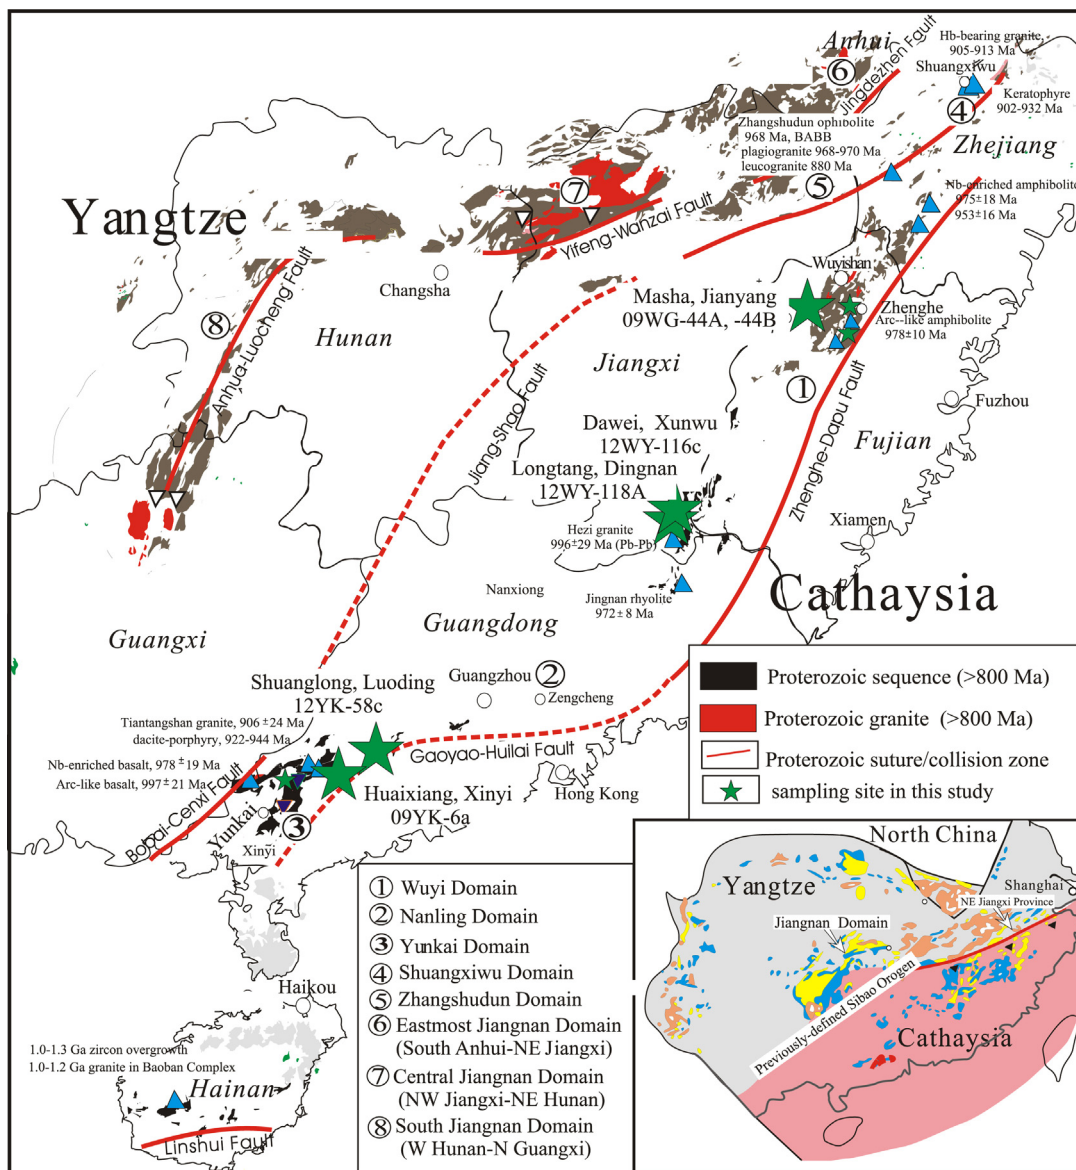 Anhui
Hb-bearing granite,
905-913 Ma
⑥
Jingdezhen Fault
Shuangxiwu
Keratophyre
902-932 Ma
④
Zhangshudun ophibolite
968 Ma, BABB
plagiogranite 968-970 Ma
leucogranite 880 Ma
Zhejiang
⑤
⑦
Nb-enriched amphibolite
975±18 Ma
953±16 Ma
Yangtze
Yifeng-Wanzai Fault
Wuyishan
Changsha
Masha, Jianyang
09WG-44A, -44B
Zhenghe
Arc--like amphibolite
978±10 Ma
⑧
Anhua-Luocheng Fault
Hunan
Jiangxi
①
Fuzhou
Jiang-Shao Fault
Zhenghe-Dapu Fault
Fujian
Dawei, Xunwu
12WY-116c
Longtang, Dingnan
12WY-118A
Xiamen
Hezi granite
996±29 Ma (Pb-Pb)
Nanxiong
Jingnan rhyolite
972±8 Ma
Cathaysia
Guangxi
Guangdong
Shuanglong, Luoding
12YK-58c
Guangzhou
②
Zengcheng
Tiantangshan granite, 906±24 Ma
dacite-porphyry, 922-944 Ma
Gaoyao-Huilai Fault
Nb-enriched basalt, 978±19 Ma
Arc-like basalt, 997±21 Ma
Hong Kong
Huaixiang, Xinyi
09YK-6a
Bobai-Cenxi Fault
Yunkai
③
Xinyi
Proterozoic sequence (>800 Ma)
Proterozoic granite (>800 Ma)
Proterozoic suture/collision zone
sampling site in this study
① Wuyi Domain
② Nanling Domain
③ Yunkai Domain
④ Shuangxiwu Domain
⑤ Zhangshudun Domain
⑥ Eastmost Jiangnan Domain
(South Anhui-NE Jiangxi)
⑦ Central Jiangnan Domain
(NW Jiangxi-NE Hunan)
⑧ South Jiangnan Domain
(W Hunan-N Guangxi)
Haikou
1.0-1.3 Ga zircon overgrowth
1.0-1.2 Ga granite in Baoban Complex
Hainan
Linshui Fault
North China
Yangtze
Shanghai
NE Jiangxi Province
Jiangnan Domain
Previously-defined Sibao Orogen
Cathaysia